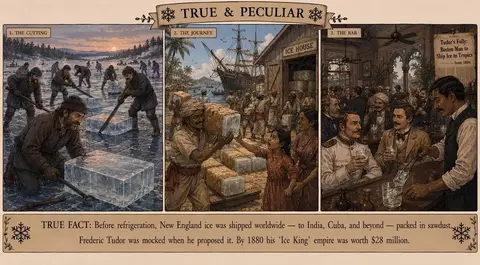 TRUE & PECULIAR
1. THE CUTTING
2. THE JOURNEY
ICE HOUSE
3. THE BAR
Tudor's Folly:
Boston Man to
Ship Ice to Tropics
TRUE FACT: Before refrigration, New England ice was shipped worldwide — to India, Cuba, and beyond — packed in sawdust.
Frederic Tudor was mocked when he proposed it. By 1880 his 'Ice King' empire was worth $28 million.